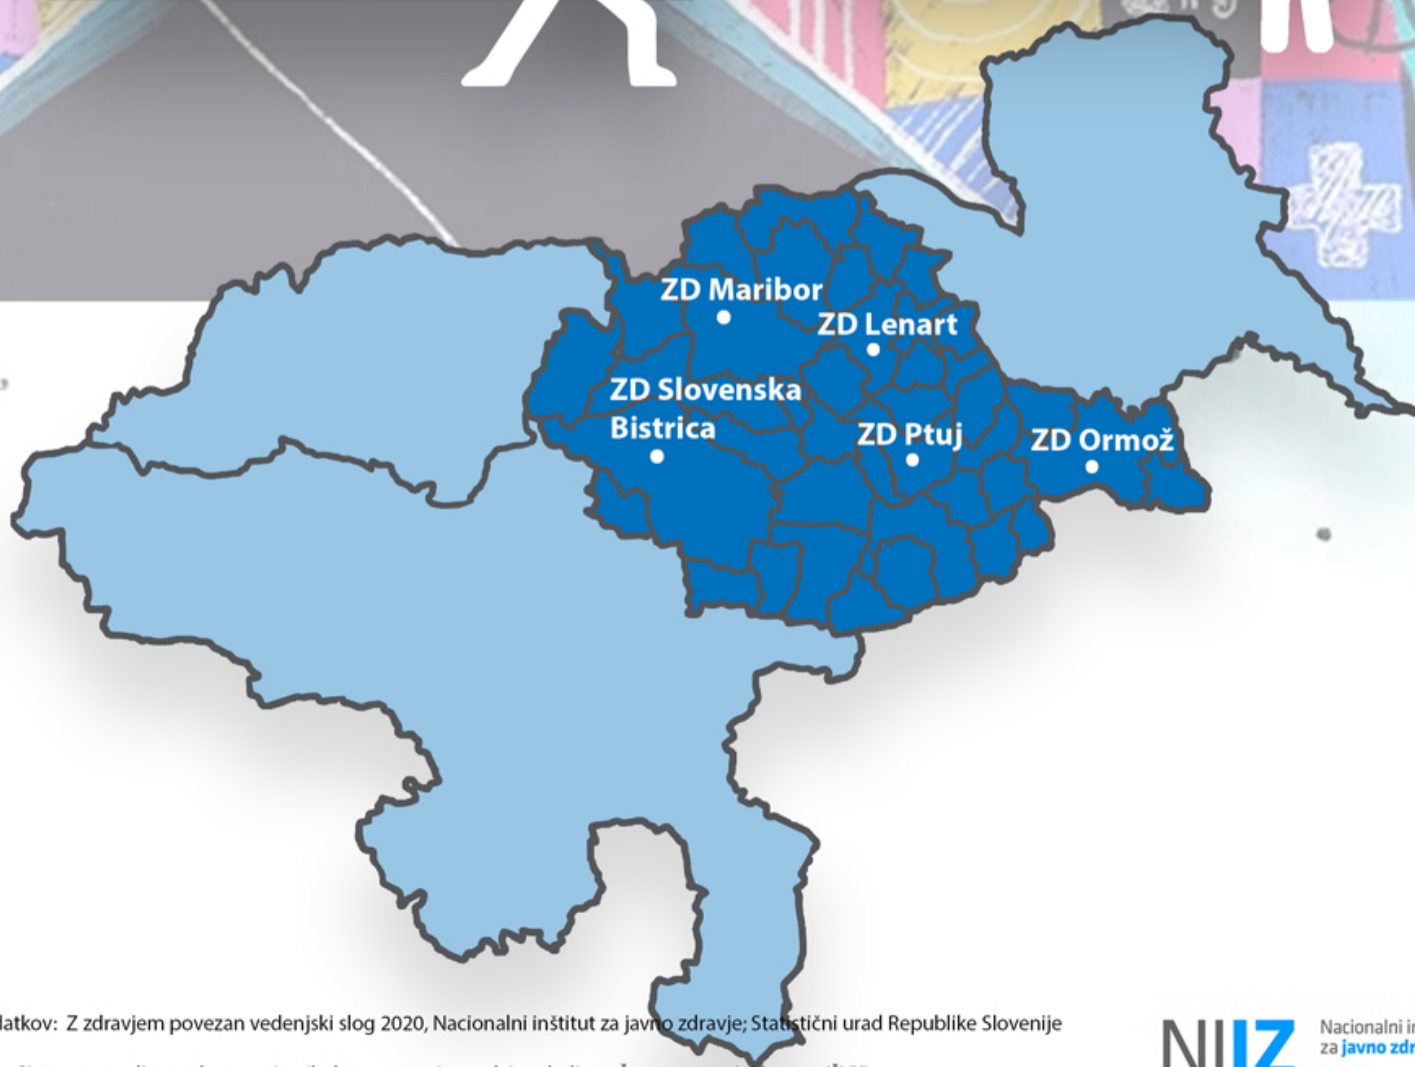 ZD Maribor
ZD Lenart
ZD Slovenska
Bistrica
ZD Ptuj
ZD Ormož
latkov: Z zdravjem povezan vedenjski slog 2020, Nacionalni inštitut za javno zdravje; Statistični urad Republike Slovenije
NIJZ
Nacionalni in
za javno zdr